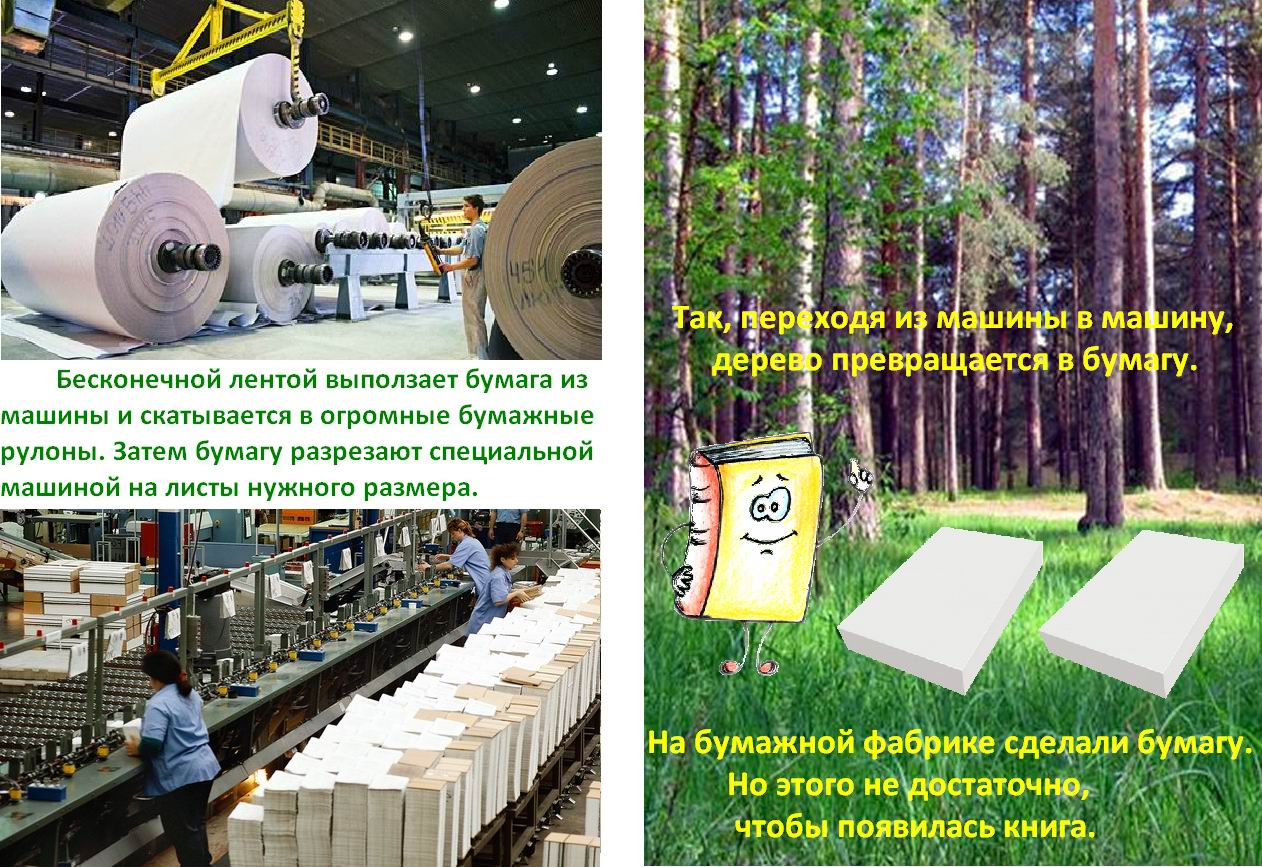 Бесконечной лентой выползает бумага из
машины и скатывается в огромные бумажные
рулоны. Затем бумагу разрезают специальной
машиной на листы нужного размера.
Так, переходя из машины в машину,
дерево превращается в бумагу.
На бумажной фабрике сделали бумагу.
Но этого не достаточно,
чтобы появилась книга.